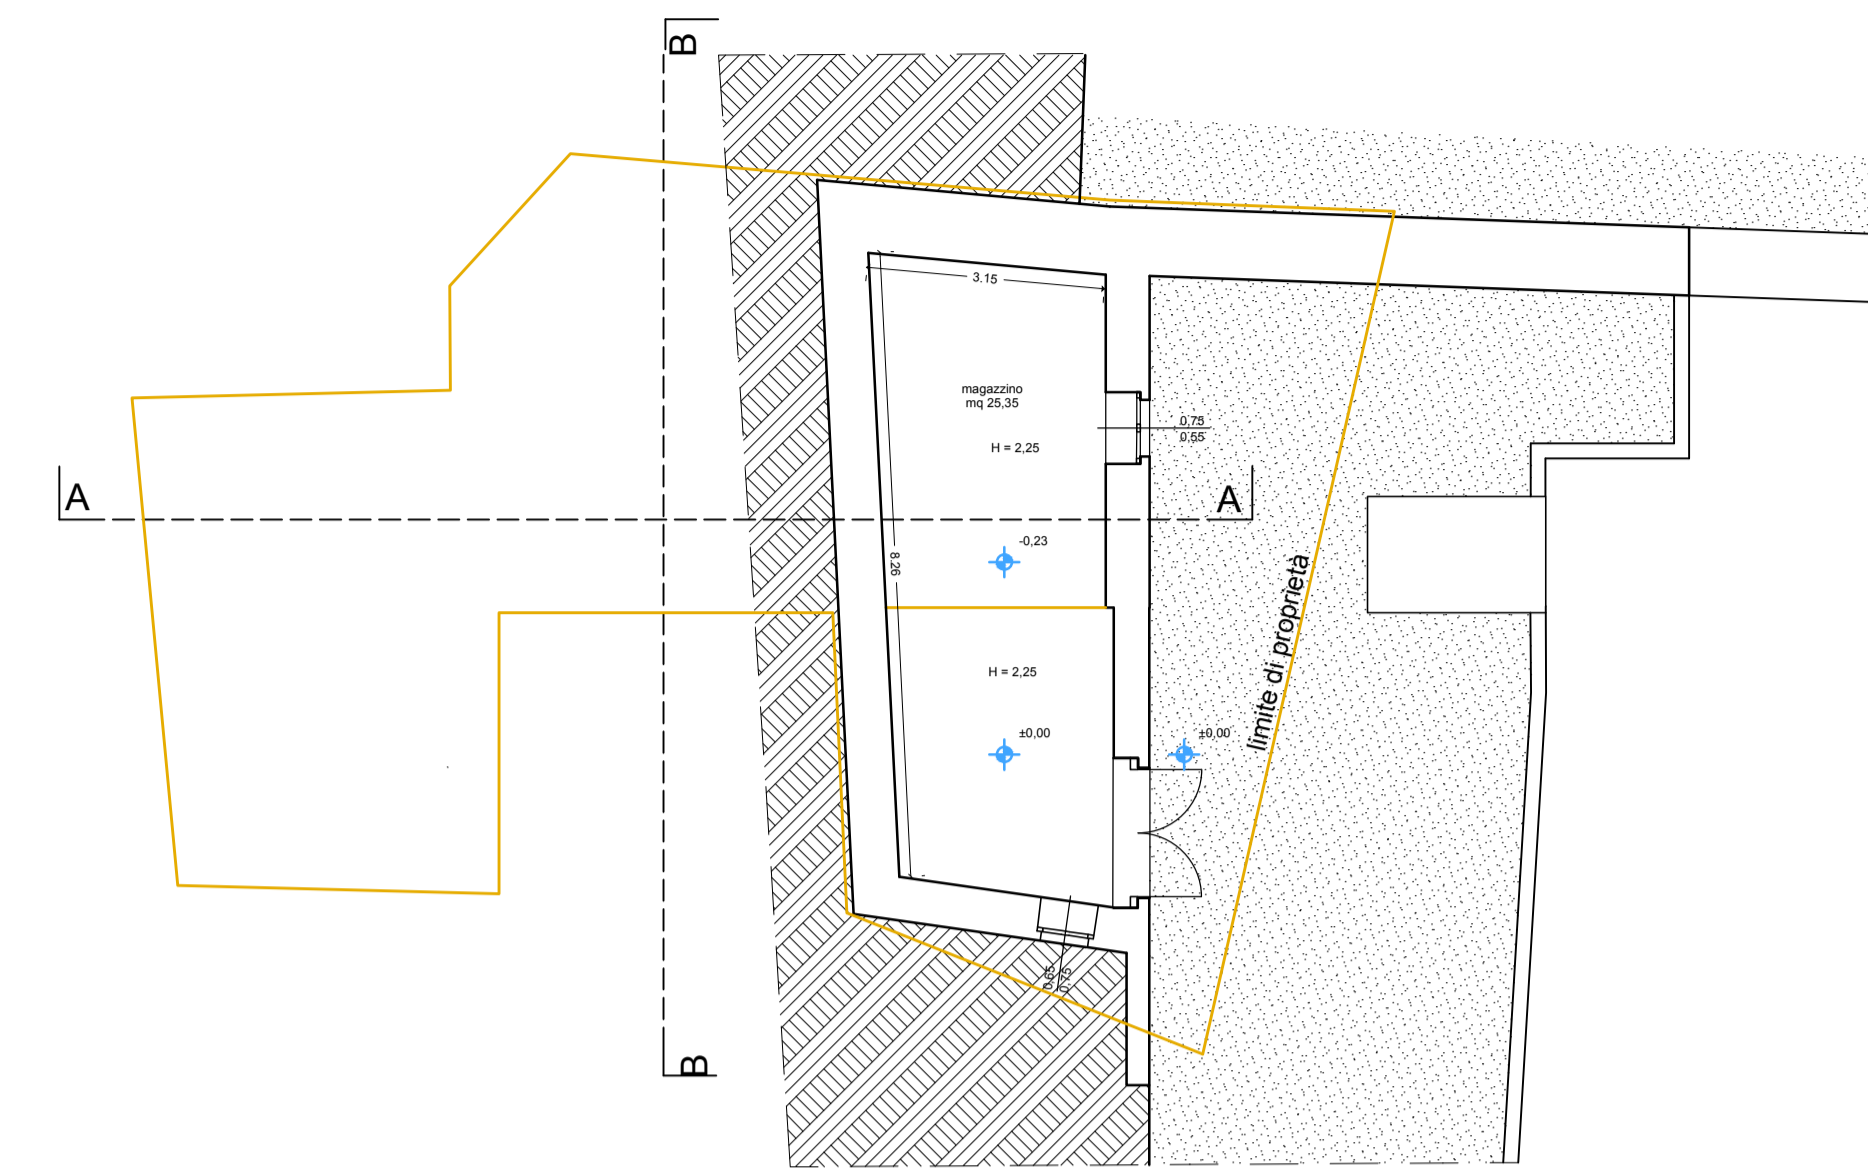 B
3.15
magazzino
mq 25,35
0,75
0,55
H = 2,25
A
A
-0,23
8.26
limite di proprietà
H = 2,25
±0,00
±0,00
0,65
0,75
B